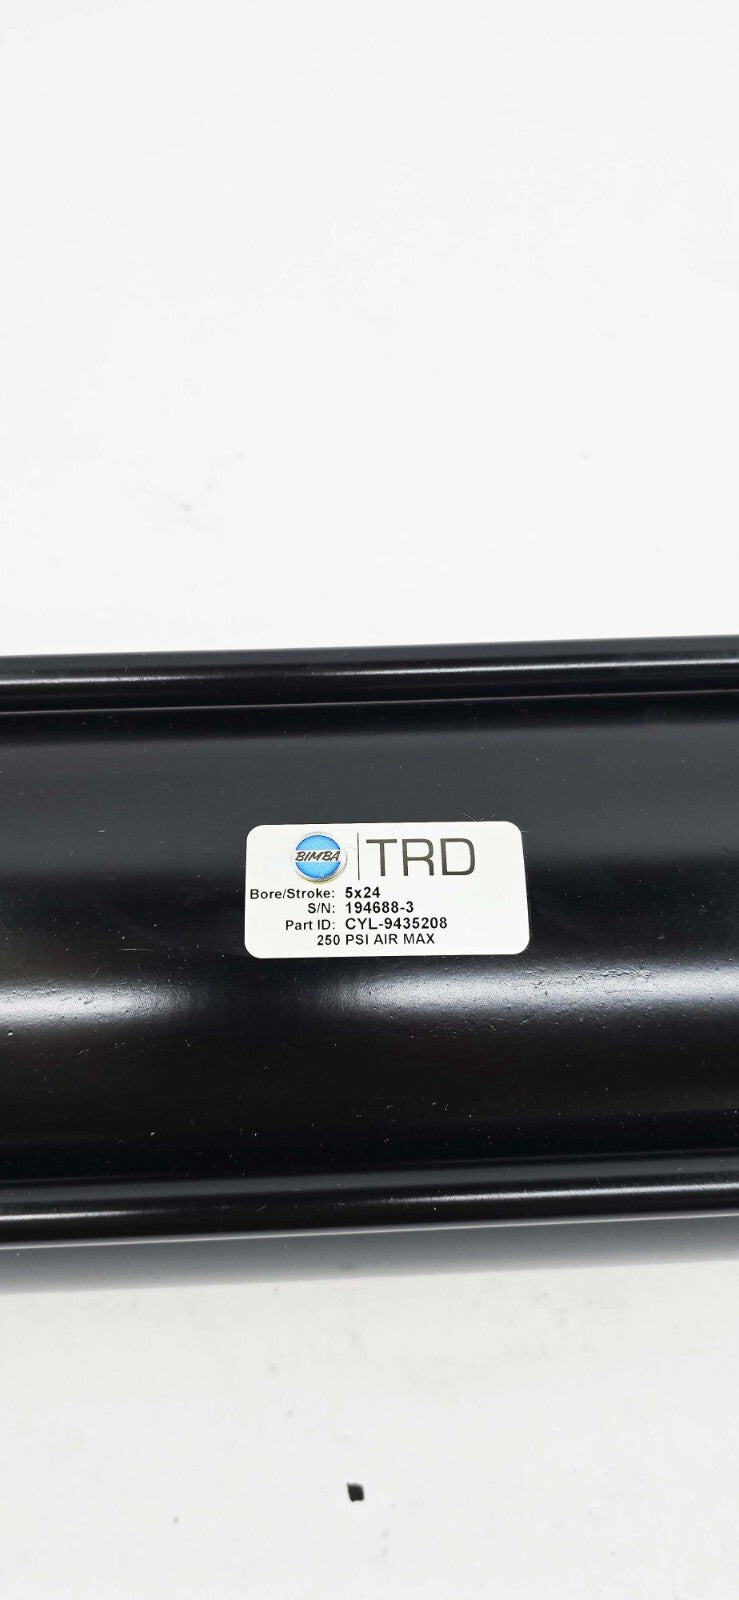 BIMBA TRD
Bore/Stroke: 5x24
S/N: 194688-3
Part ID: CYL-9435208
250 PSI AIR MAX